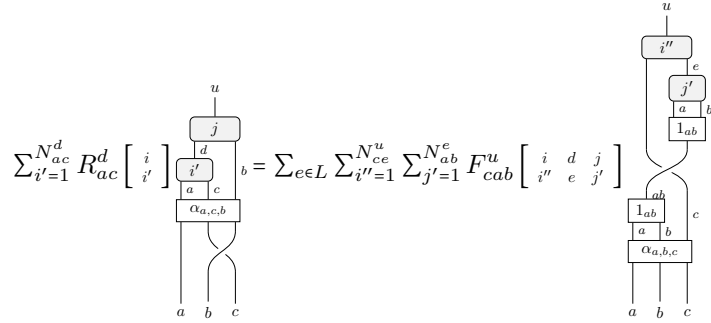 u
i″
e
j′
a b
1_{ab}
u
j
d
\sum_{i'=1}^{N_{ac}^{d}} R_{ac}^{d} \left[ \begin{smallmatrix} i \\ i' \end{smallmatrix} \right] i′ b = \sum_{e \in L} \sum_{i''=1}^{N_{ce}^{u}} \sum_{j'=1}^{N_{ab}^{e}} F_{cab}^{u} \left[ \begin{smallmatrix} i & d & j \\ i'' & e & j' \end{smallmatrix} \right]
a c
ab
α_{a,c,b}
1_{ab} c
a b
α_{a,b,c}
a b c
a b c